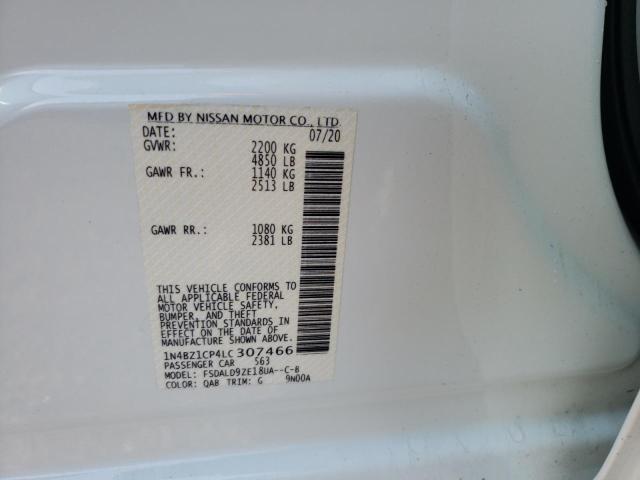 MFD BY NISSAN MOTOR CO., LTD.
DATE: 07/20
GVWR: 2200 KG
4850 LB
GAWR FR.: 1140 KG
2513 LB
GAWR RR.: 1080 KG
2381 LB
THIS VEHICLE CONFORMS TO
ALL APPLICABLE FEDERAL
MOTOR VEHICLE SAFETY,
BUMPER, AND THEFT
PREVENTION STANDARDS IN
EFFECT ON THE DATE OF
MANUFACTURE SHOWN ABOVE.
1N4BZ1CP4LC307466
PASSENGER CAR 563
MODEL: FSDALD9ZE18UA--C-B
COLOR: QAB TRIM: G 9N00A